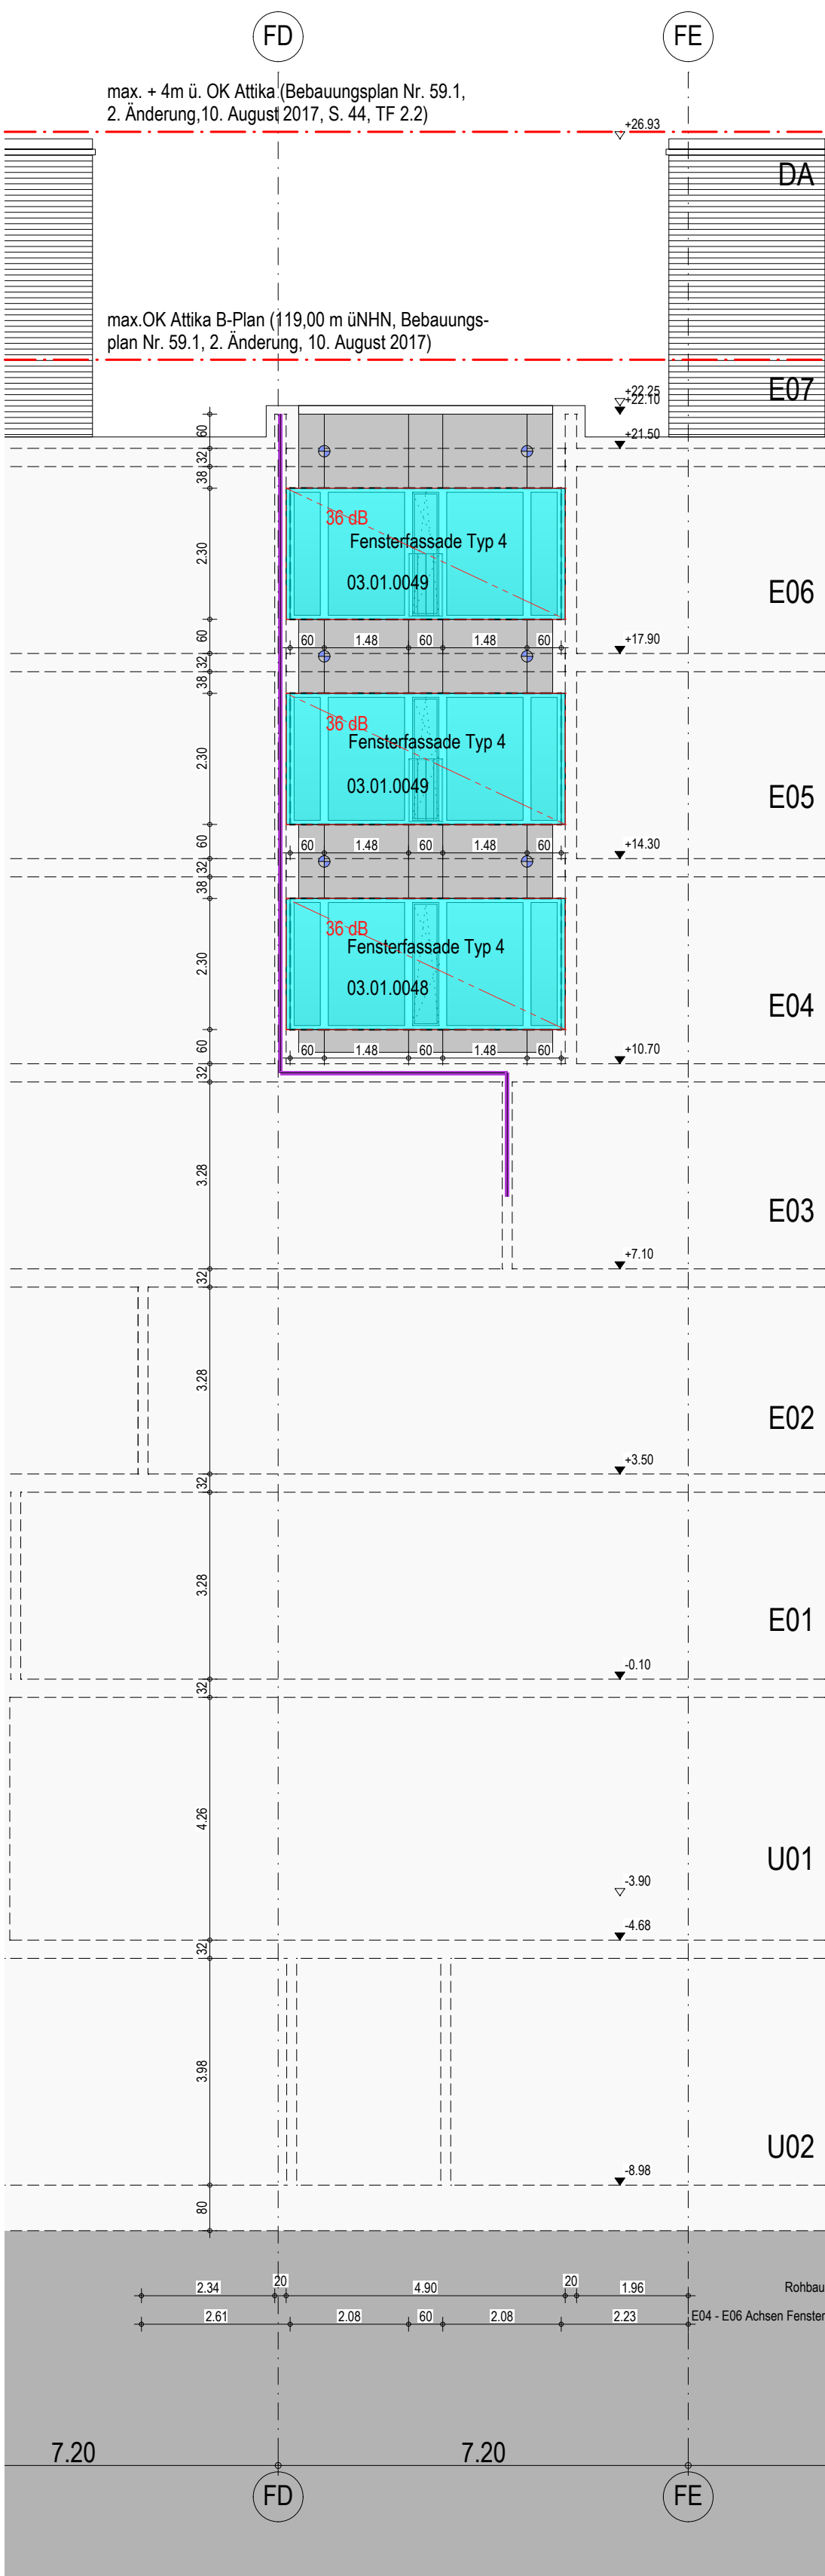 FD
FE
max. + 4m ü. OK Attika (Bebauungsplan Nr. 59.1,
2. Änderung,10. August 2017, S. 44, TF 2.2)
+26.93
DA
max.OK Attika B-Plan (119,00 m üNHN, Bebauungs-
plan Nr. 59.1, 2. Änderung, 10. August 2017)
E07
+22.25
+22.10
60
+21.50
32
38
36 dB
Fensterfassade Typ 4
2.30
03.01.0049
E06
60
60 1.48 60 1.48 60
+17.90
32
38
36 dB
Fensterfassade Typ 4
2.30
03.01.0049
E05
60
60 1.48 60 1.48 60
+14.30
32
38
36 dB
Fensterfassade Typ 4
2.30
03.01.0048
E04
60
60 1.48 60 1.48 60
+10.70
32
3.28
E03
+7.10
32
3.28
E02
+3.50
32
3.28
E01
-0.10
32
4.26
U01
-3.90
-4.68
32
3.98
U02
-8.98
80
2.34 20 4.90 20 1.96 Rohbau
2.61 2.08 60 2.08 2.23 E04 - E06 Achsen Fenster
7.20 7.20
FD
FE